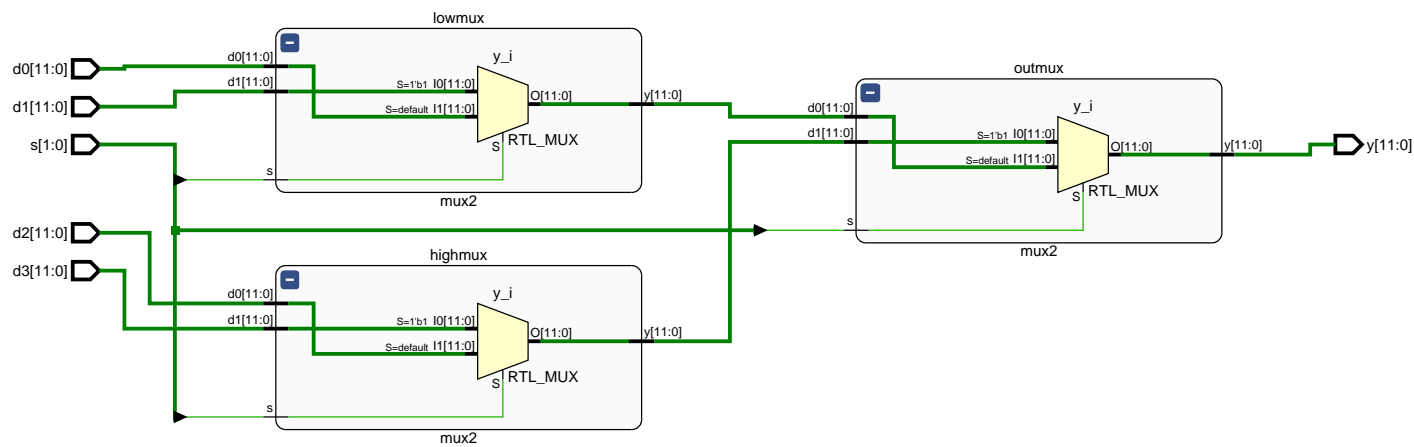 lowmux
d0[11:0]
d1[11:0]
s[1:0]
d0[11:0]
d1[11:0]
s
y_i
S=1'b1 I0[11:0]
S=default I1[11:0]
O[11:0]
S
RTL_MUX
y[11:0]
mux2
d2[11:0]
d3[11:0]
highmux
d0[11:0]
d1[11:0]
s
y_i
S=1'b1 I0[11:0]
S=default I1[11:0]
O[11:0]
S
RTL_MUX
y[11:0]
mux2
outmux
d0[11:0]
d1[11:0]
s
y_i
S=1'b1 I0[11:0]
S=default I1[11:0]
O[11:0]
S
RTL_MUX
y[11:0]
mux2
y[11:0]